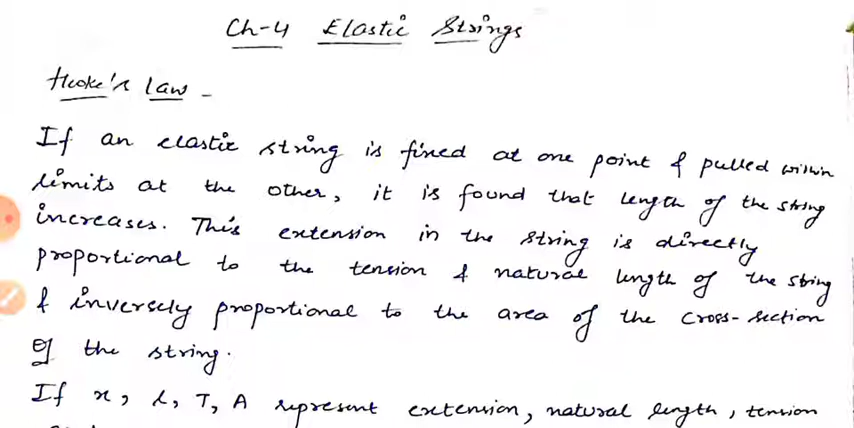 Ch-4 Elastic Strings
Hooke's Law -
If an elastic string is fixed at one point & pulled within
limits at the other, it is found that length of the string
increases. This extension in the string is directly
proportional to the tension & natural length of the string
& inversely proportional to the area of the cross-section
of the string.
If x, l, T, A represent extension, natural length, tension